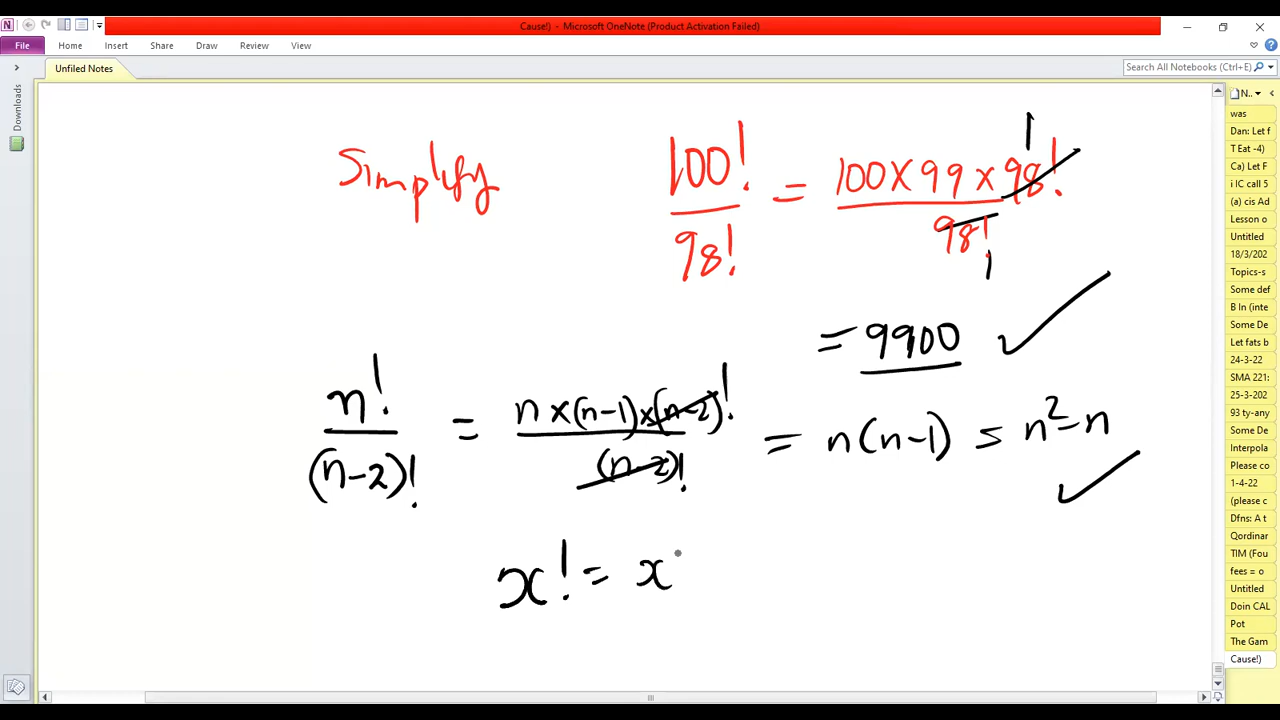 Cause!) - Microsoft OneNote (Product Activation Failed)
File Home Insert Share Draw Review View
Unfiled Notes
Search All Notebooks (Ctrl+E)
Downloads
N..
was
Dan: Let f
T Eat -4)
Ca) Let F
i IC call 5
(a) cis Ad
Lesson o
Untitled
18/3/202
Topics-s
Some def
B In (inte
Some De
Let fats b
24-3-22
SMA 221:
25-3-202
93 ty-any
Some De
Interpola
Please co
1-4-22
(please c
Dfns: A t
Qordinar
TIM (Fou
fees = o
Untitled
Doin CAL
Pot
The Gam
Cause!)
Simplify 100!/98! = 100 x 99 x 98!/98!
1
1
= 9900 ✓
n!/(n-2)! = n x (n-1) x (n-2)!/(n-2)! = n(n-1) = n² - n
✓
x! = x